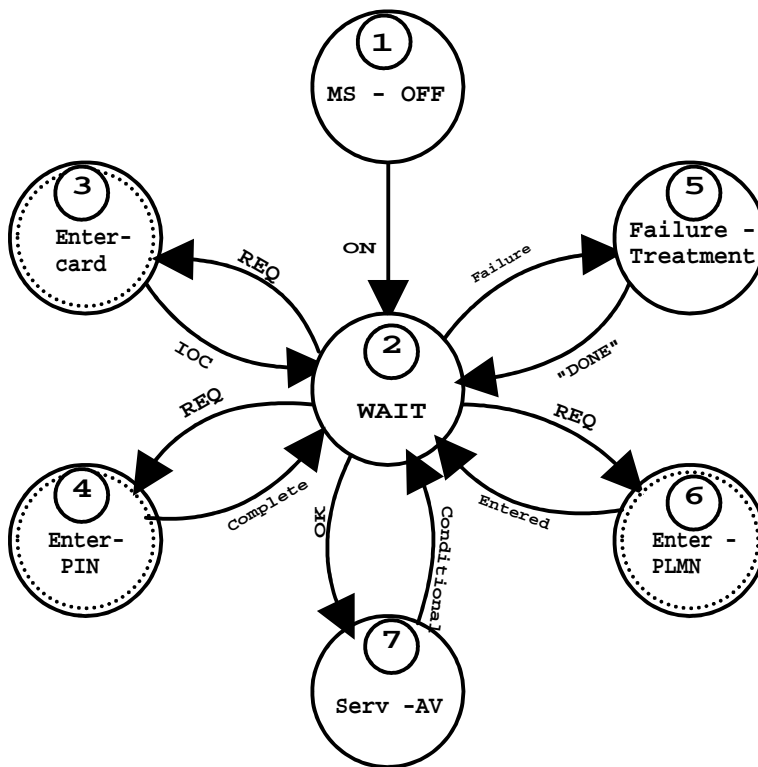 1
MS - OFF
3
Enter-
card
5
Failure -
Treatment
REQ
ON
Failure
IOC
"DONE"
2
WAIT
REQ
REQ
4
Enter-
PIN
Complete
OK
Conditional
Entered
6
Enter -
PLMN
7
Serv -AV